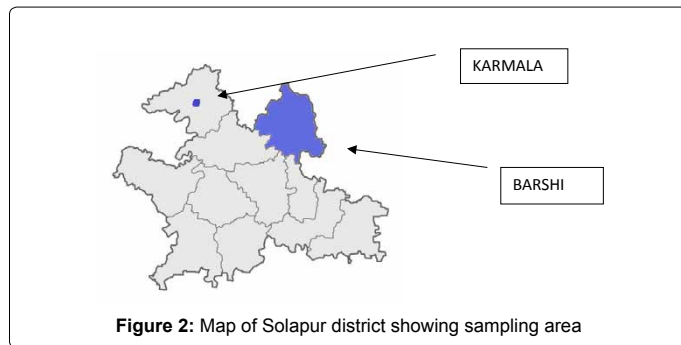 KARMALA
BARSHI
Figure 2: Map of Solapur district showing sampling area